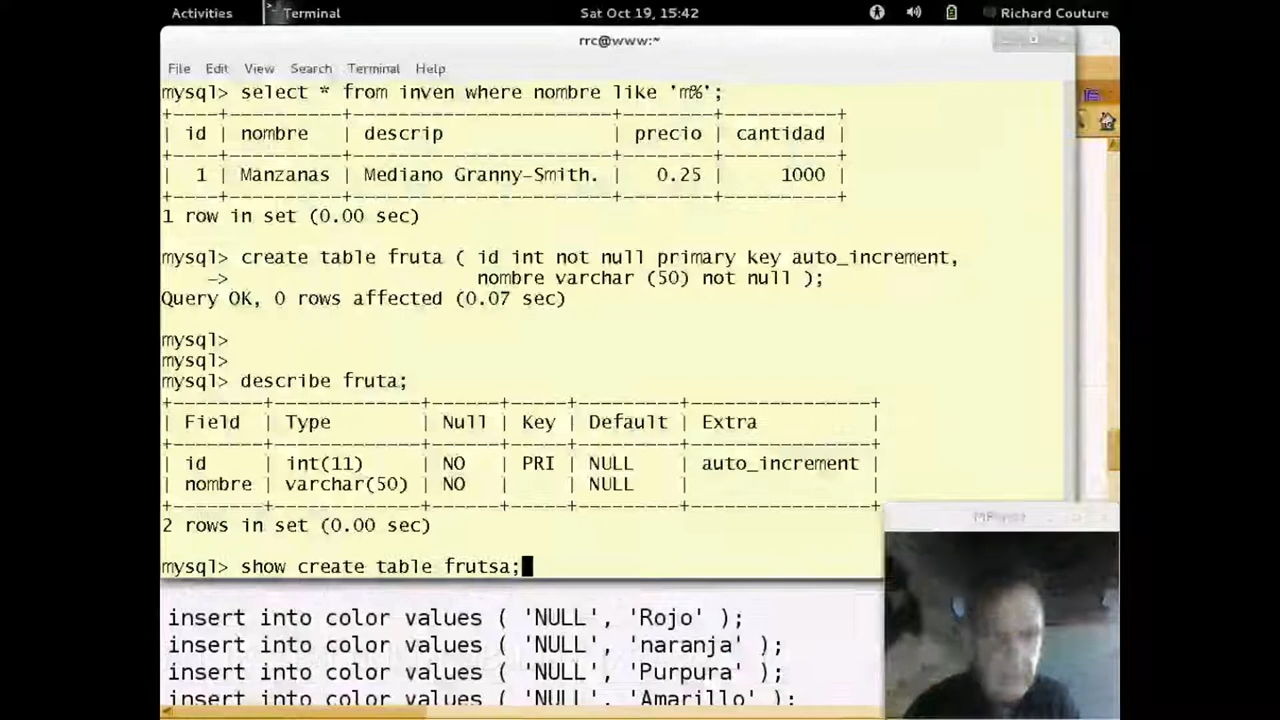 Activities Terminal Sat Oct 19, 15:42 Richard Couture
rrc@www:~
File Edit View Search Terminal Help
mysql> select * from inven where nombre like 'm%';
+----+----------+-----------------------+--------+----------+
| id | nombre | descrip | precio | cantidad |
+----+----------+-----------------------+--------+----------+
| 1 | Manzanas | Mediano Granny-Smith. | 0.25 | 1000 |
+----+----------+-----------------------+--------+----------+
1 row in set (0.00 sec)
mysql> create table fruta ( id int not null primary key auto_increment,
-> nombre varchar (50) not null );
Query OK, 0 rows affected (0.07 sec)
mysql>
mysql>
mysql> describe fruta;
+--------+-------------+------+-----+---------+----------------+
| Field | Type | Null | Key | Default | Extra |
+--------+-------------+------+-----+---------+----------------+
| id | int(11) | NO | PRI | NULL | auto_increment |
| nombre | varchar(50) | NO | | NULL | |
+--------+-------------+------+-----+---------+----------------+
2 rows in set (0.00 sec)
mysql> show create table frutsa;
MPlayer
insert into color values ( 'NULL', 'Rojo' );
insert into color values ( 'NULL', 'naranja' );
insert into color values ( 'NULL', 'Purpura' );
insert into color values ( 'NULL', 'Amarillo' );